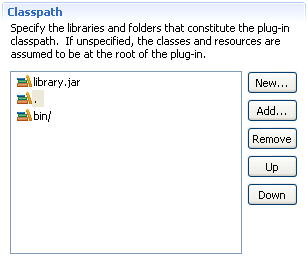 Classpath
Specify the libraries and folders that constitute the plug-in
classpath.  If unspecified, the classes and resources are
assumed to be at the root of the plug-in.
library.jar
.
bin/
New...
Add...
Remove
Up
Down